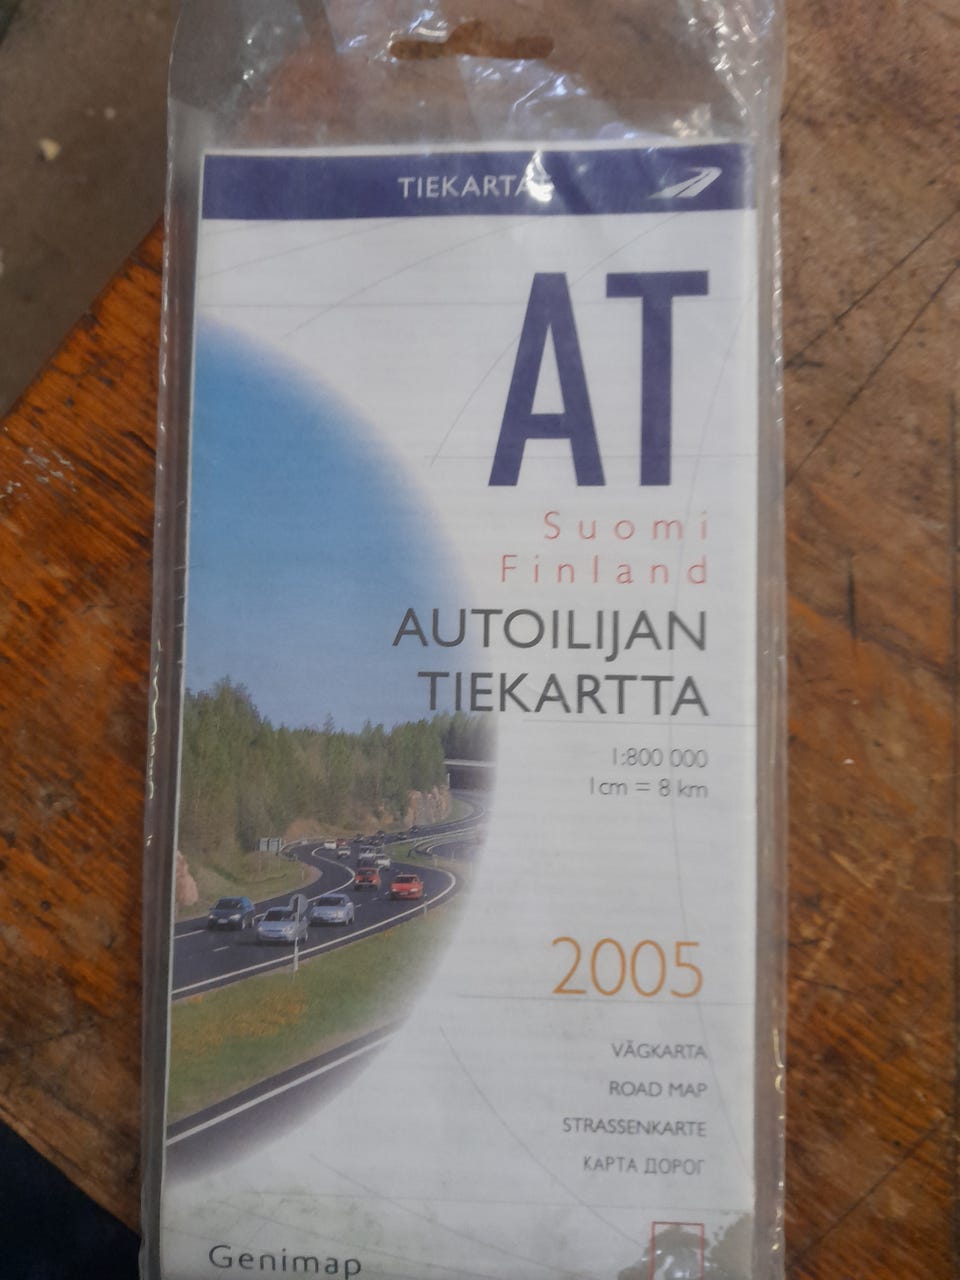 TIEKARTAT
AT
Suomi
Finland
AUTOILIJAN
TIEKARTTA
1:800 000
1cm = 8 km
2005
VÄGKARTA
ROAD MAP
STRASSENKARTE
КАРТА ДОРОГ
Genimap